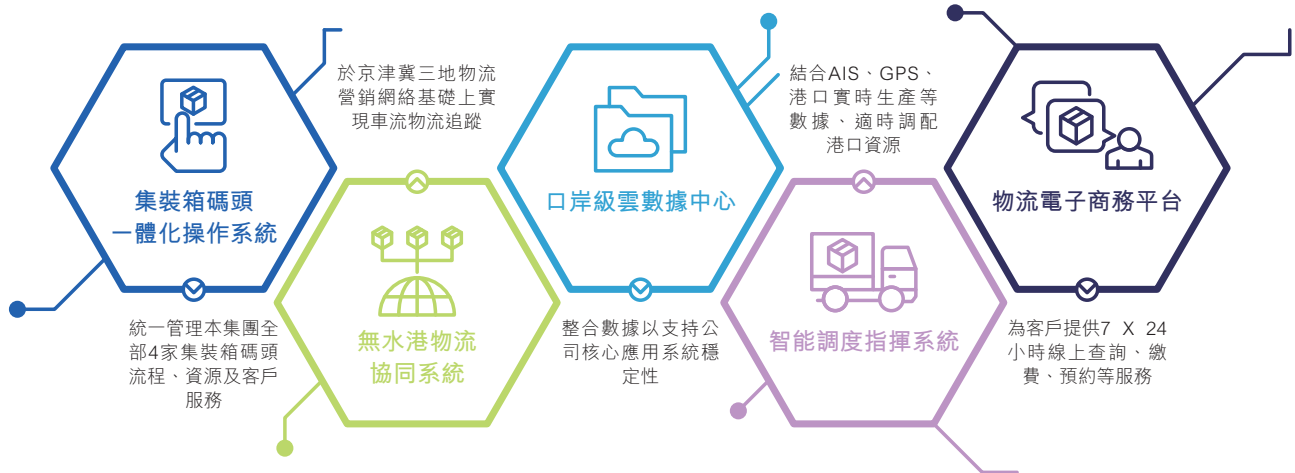 集裝箱碼頭
一體化操作系統
統一管理本集團全
部4家集裝箱碼頭
流程、資源及客戶
服務
於京津冀三地物流
營銷網絡基礎上實
現車流物流追蹤
無水港物流
協同系統
口岸級雲數據中心
整合數據以支持公
司核心應用系統穩
定性
結合AIS、GPS、
港口實時生產等
數據、適時調配
港口資源
智能調度指揮系統
物流電子商務平台
為客戶提供7 X 24
小時線上查詢、繳
費、預約等服務